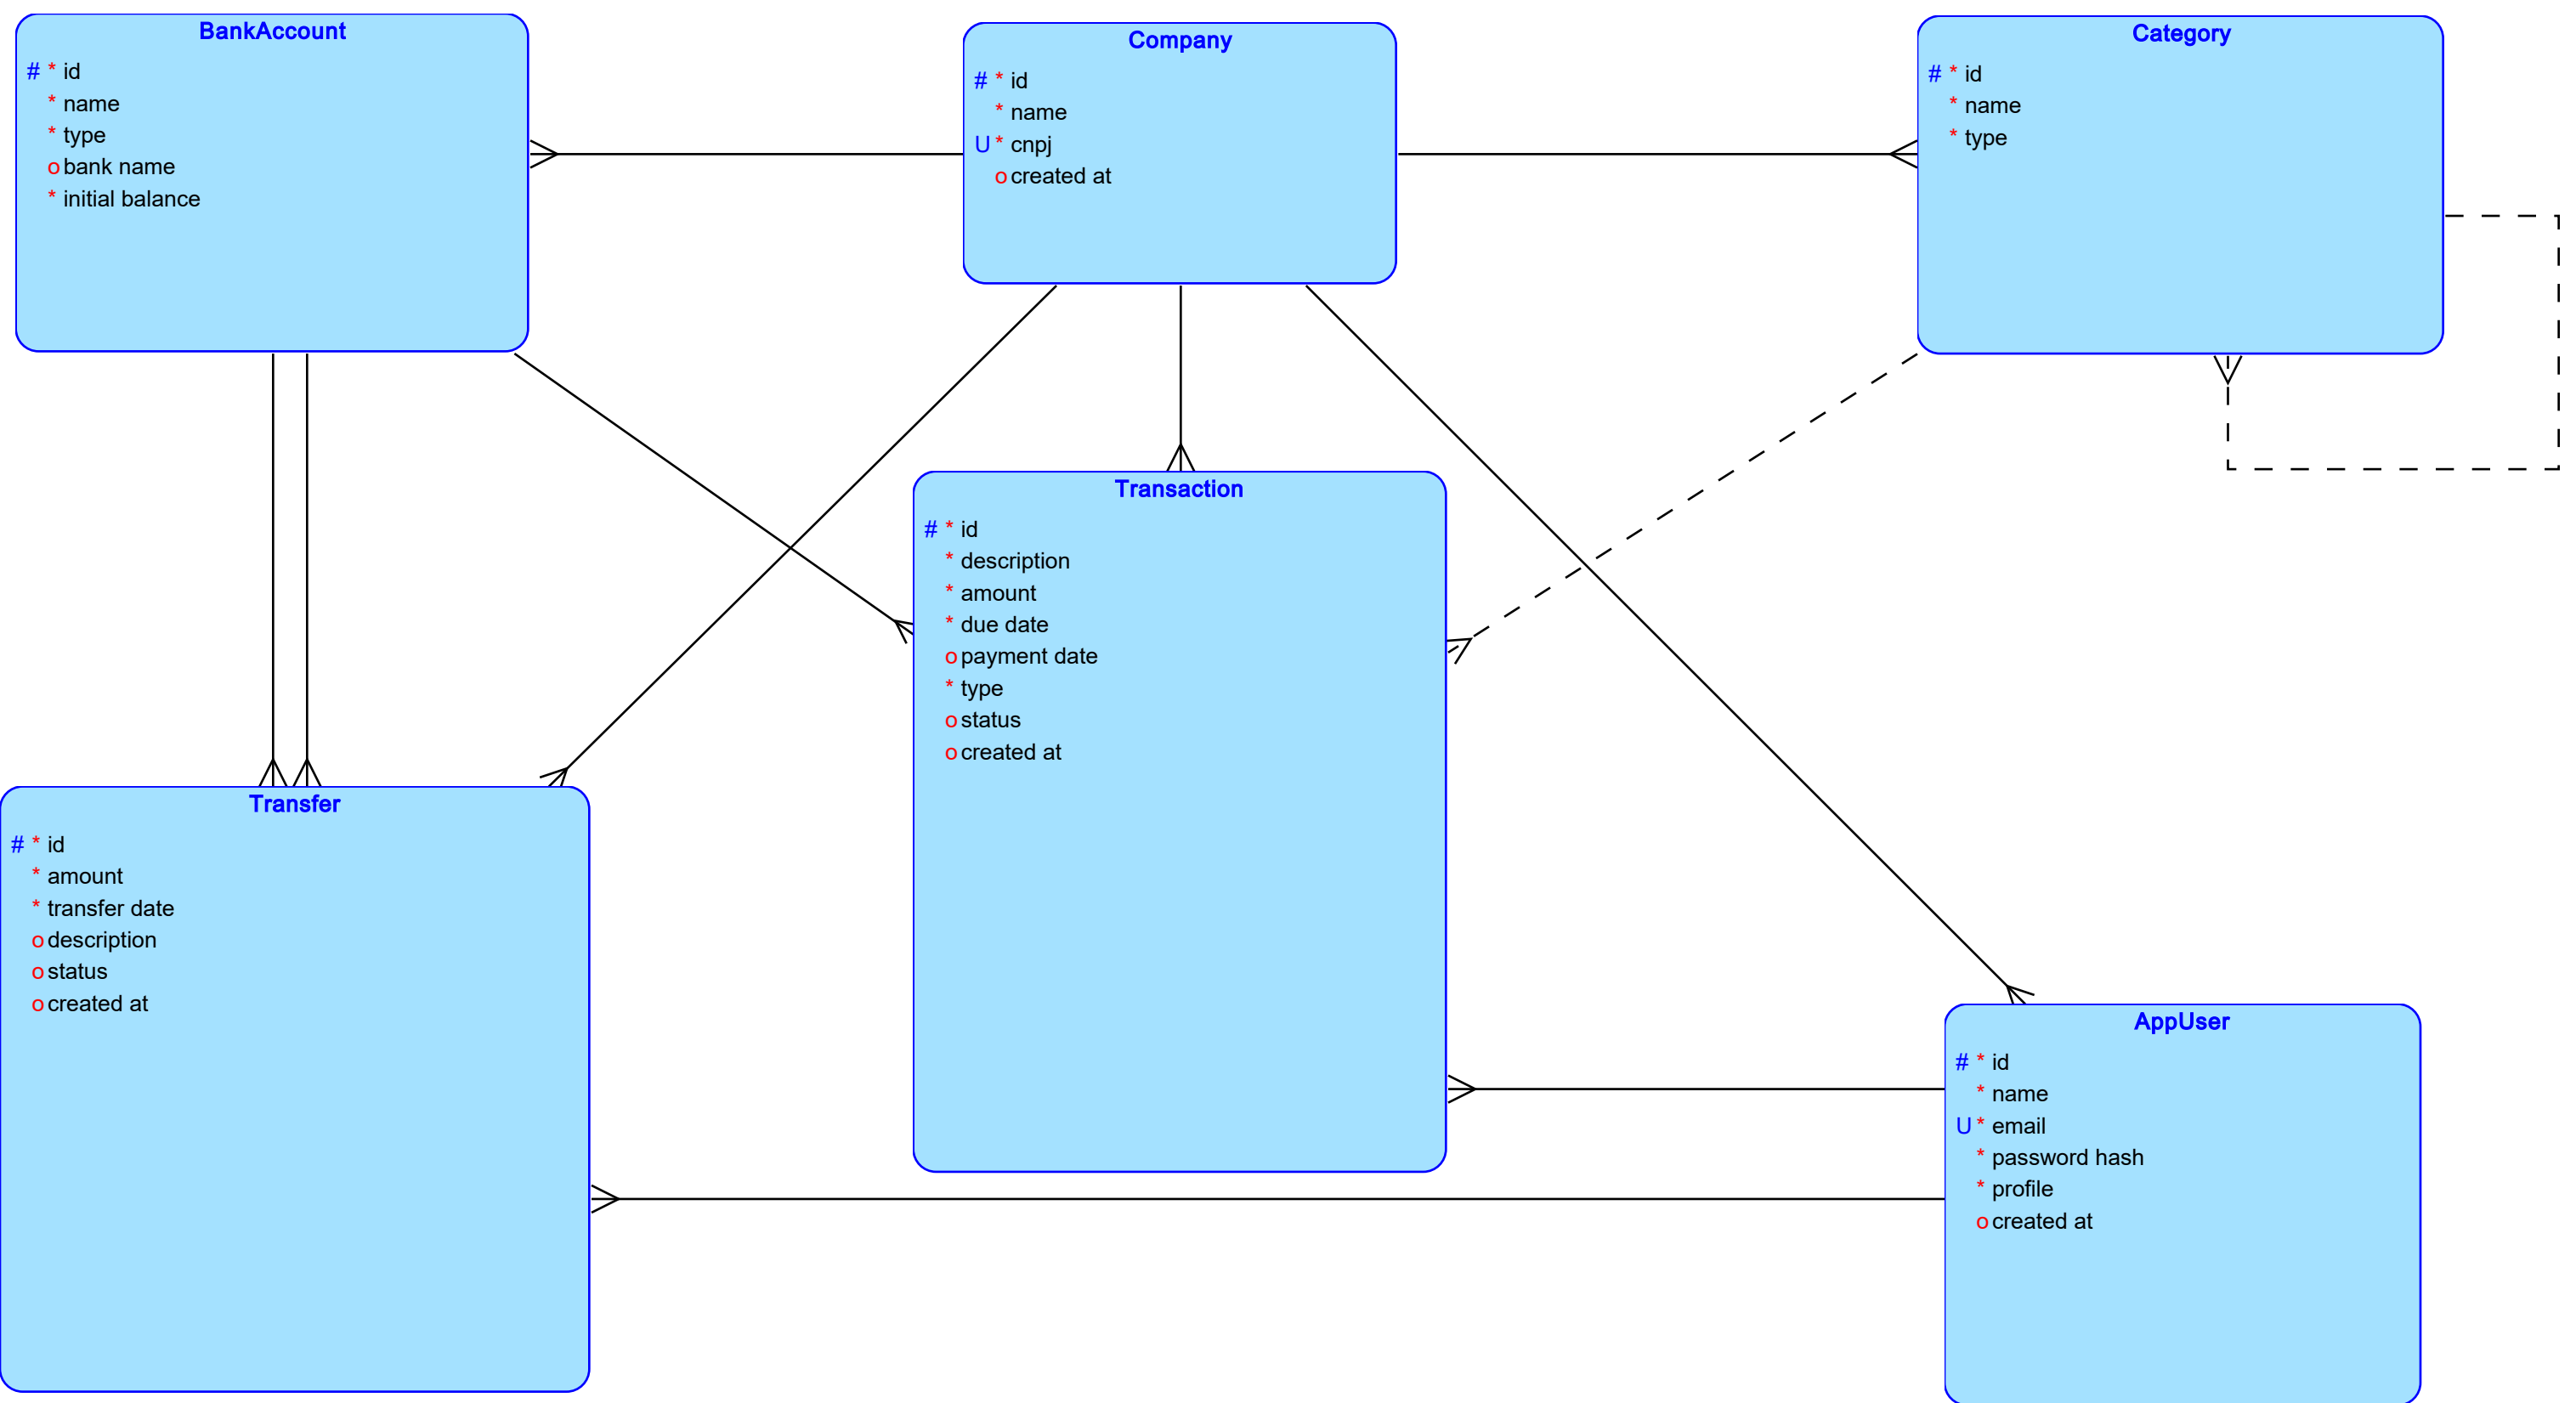 BankAccount
# * id
* name
* type
o bank name
* initial balance
Company
# * id
* name
U * cnpj
o created at
Category
# * id
* name
* type
Transaction
# * id
* description
* amount
* due date
o payment date
* type
o status
o created at
Transfer
# * id
* amount
* transfer date
o description
o status
o created at
AppUser
# * id
* name
U * email
* password hash
* profile
o created at